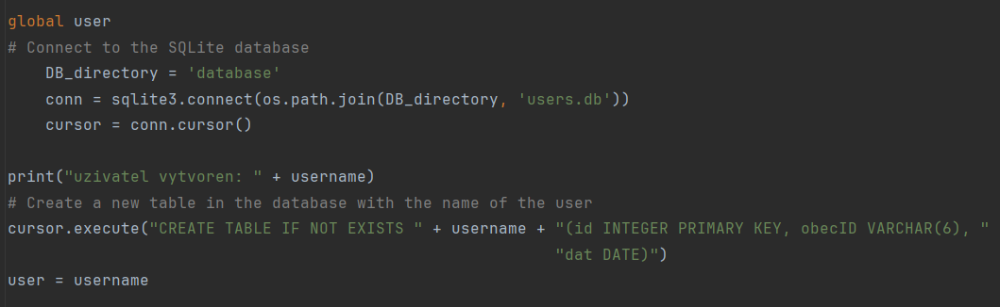 global user
# Connect to the SQLite database
    DB_directory = 'database'
    conn = sqlite3.connect(os.path.join(DB_directory, 'users.db'))
    cursor = conn.cursor()

print("uzivatel vytvoren: " + username)
# Create a new table in the database with the name of the user
cursor.execute("CREATE TABLE IF NOT EXISTS " + username + "(id INTEGER PRIMARY KEY, obecID VARCHAR(6), "
                                                          "dat DATE)")
user = username